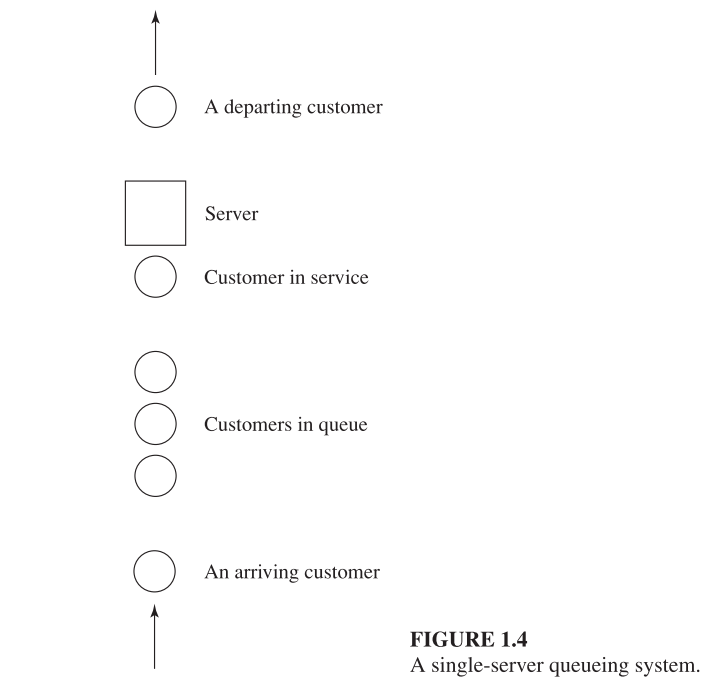 A departing customer
Server
Customer in service
Customers in queue
An arriving customer
FIGURE 1.4
A single-server queueing system.